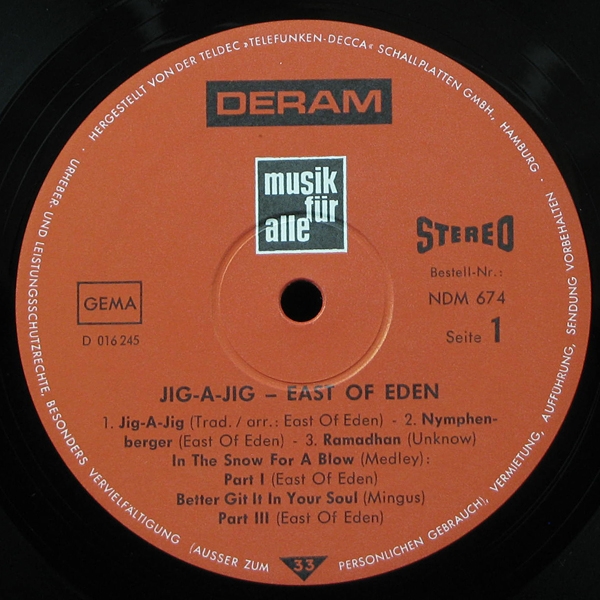 · HERGESTELLT VON DER TELDEC »TELEFUNKEN-DECCA« SCHALLPLATTEN GMBH., HAMBURG ·
DERAM
musik
für
alle
STEREO
Bestell-Nr.:
NDM 674
Seite 1
GEMA
D 016 245
JIG-A-JIG – EAST OF EDEN
1. Jig-A-Jig (Trad. / arr.: East Of Eden) - 2. Nymphen-
berger (East Of Eden) - 3. Ramadhan (Unknow)
In The Snow For A Blow (Medley):
Part I (East Of Eden)
Better Git It In Your Soul (Mingus)
Part III (East Of Eden)
33
URHEBER- UND LEISTUNGSSCHUTZRECHTE, BESONDERS VERVIELFÄLTIGUNG (AUSSER ZUM PERSÖNLICHEN GEBRAUCH), VERMIETUNG, AUFFÜHRUNG, SENDUNG VORBEHALTEN